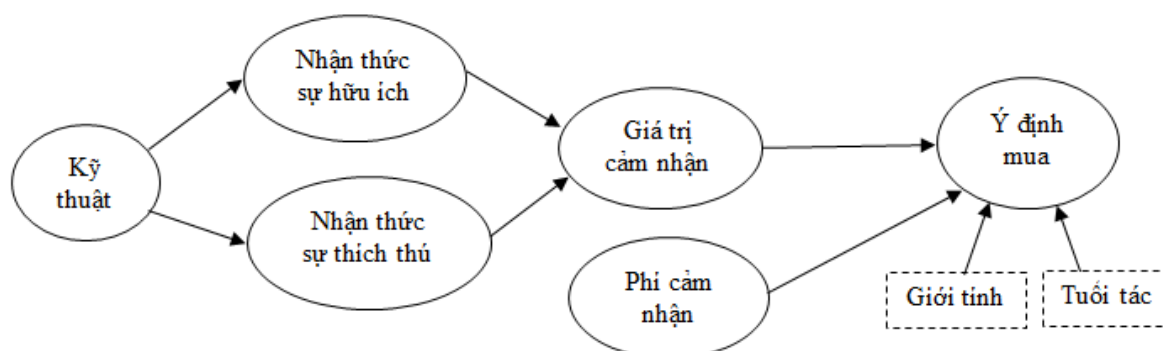 Nhận thức
sự hữu ích
Kỹ
thuật
Nhận thức
sự thích thú
Giá trị
cảm nhận
Phí cảm
nhận
Ý định
mua
Giới tính
Tuổi tác